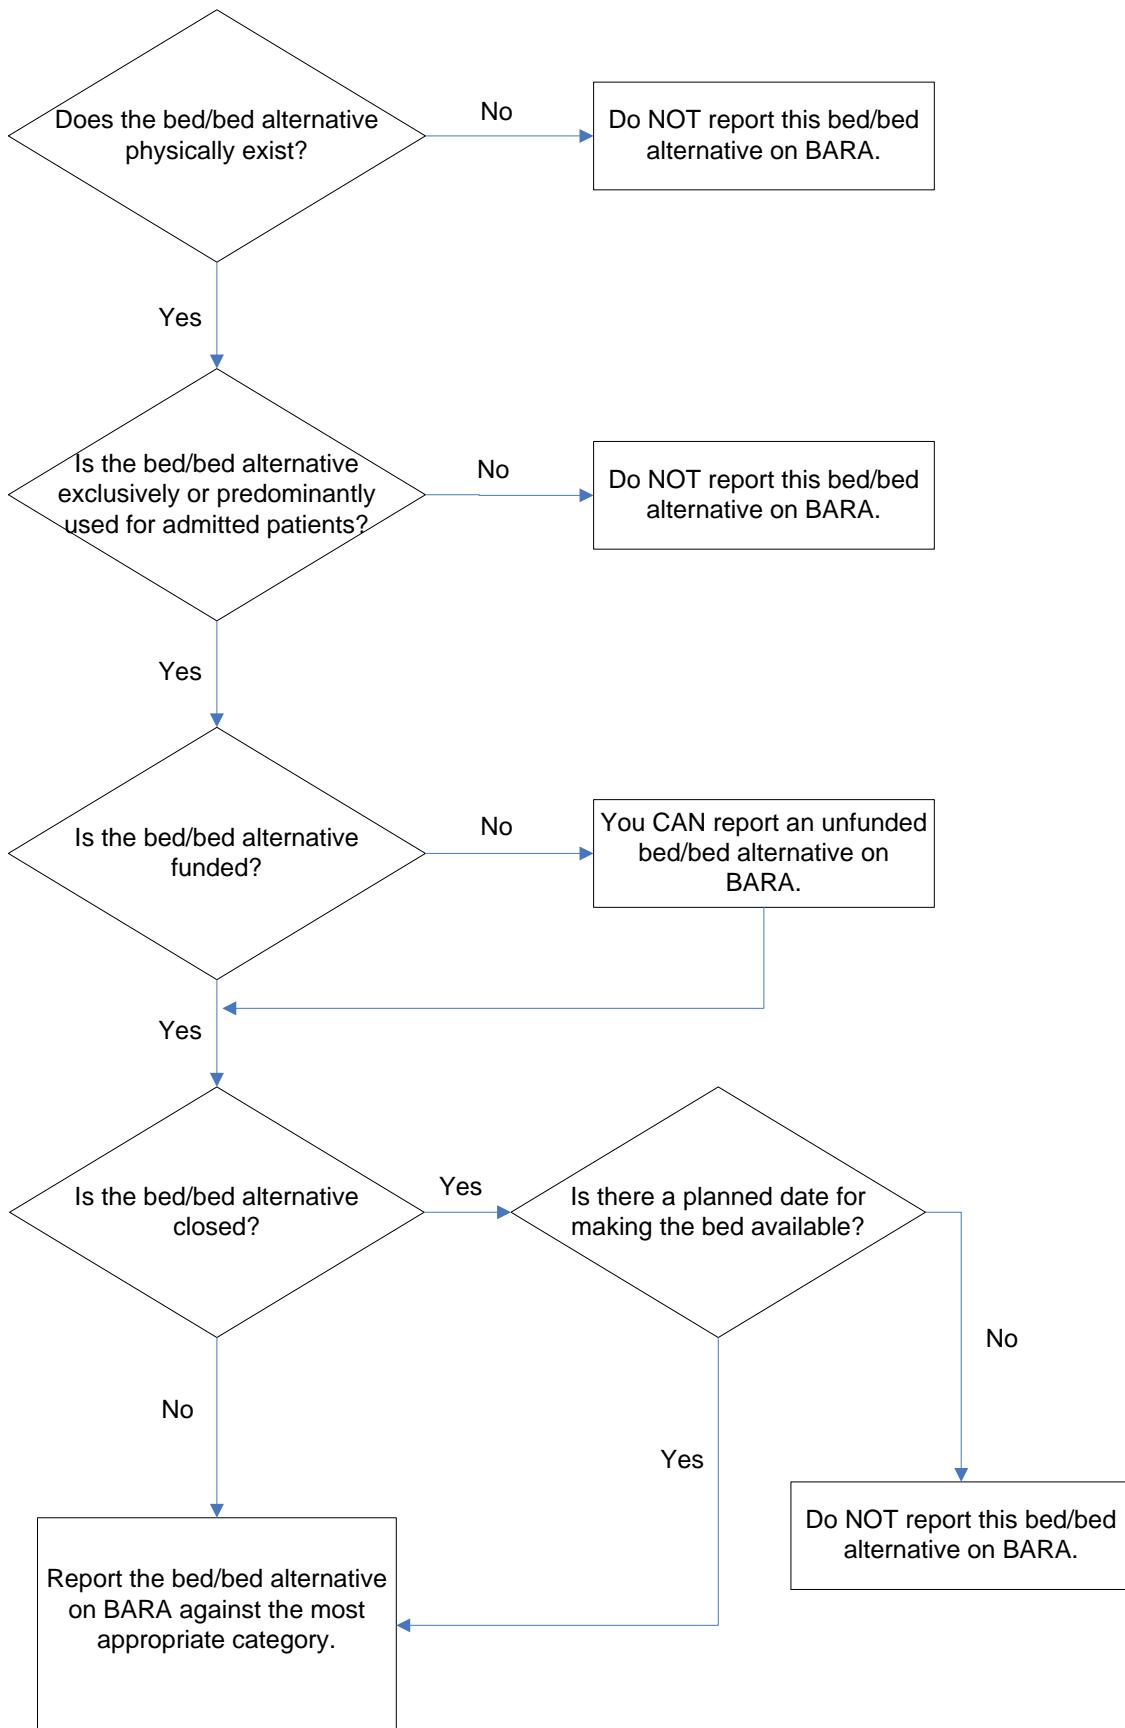 Does the bed/bed alternative
physically exist?
No
Do NOT report this bed/bed
alternative on BARA.
Yes
Is the bed/bed alternative
exclusively or predominantly
used for admitted patients?
No
Do NOT report this bed/bed
alternative on BARA.
Yes
Is the bed/bed alternative
funded?
No
You CAN report an unfunded
bed/bed alternative on
BARA.
Yes
Is the bed/bed alternative
closed?
Yes
Is there a planned date for
making the bed available?
No
No
Yes
Do NOT report this bed/bed
alternative on BARA.
Report the bed/bed alternative
on BARA against the most
appropriate category.